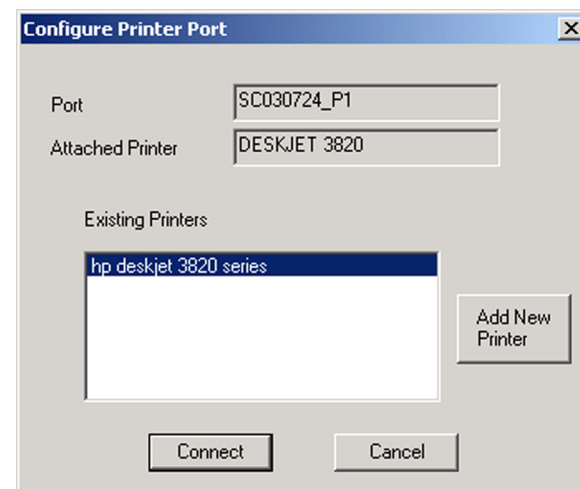 Configure Printer Port
Port
SC030724_P1
Attached Printer
DESKJET 3820
Existing Printers
hp deskjet 3820 series
Add New
Printer
Connect
Cancel